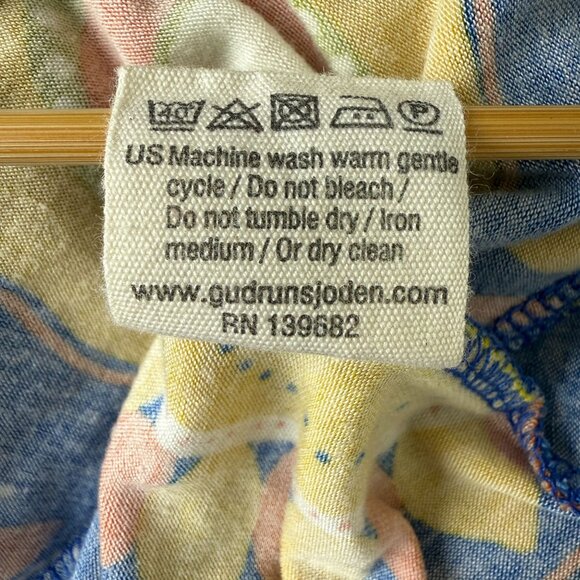 40 P
US Machine wash warm gentle
cycle / Do not bleach /
Do not tumble dry / Iron
medium / Or dry clean
www.gudrunsjoden.com
RN 139682